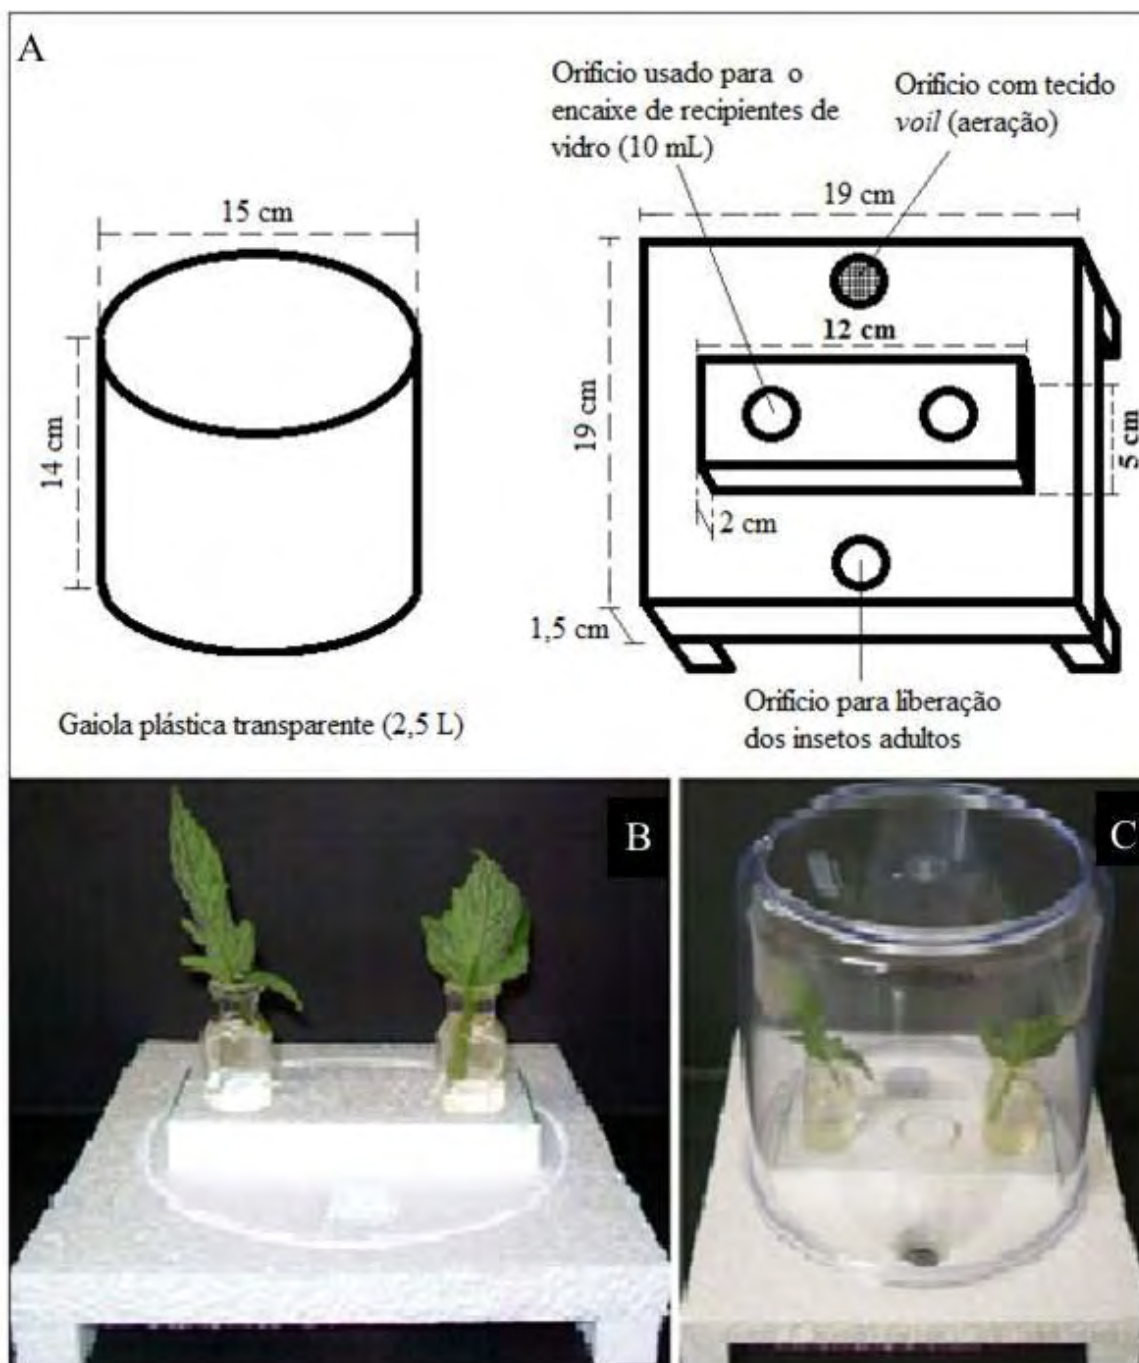 A
Orifício usado para o
encaixe de recipientes de
vidro (10 mL)
Orifício com tecido
voil (aeração)
15 cm
19 cm
12 cm
14 cm
19 cm
5 cm
2 cm
1,5 cm
Gaiola plástica transparente (2,5 L)
Orifício para liberação
dos insetos adultos
B
C